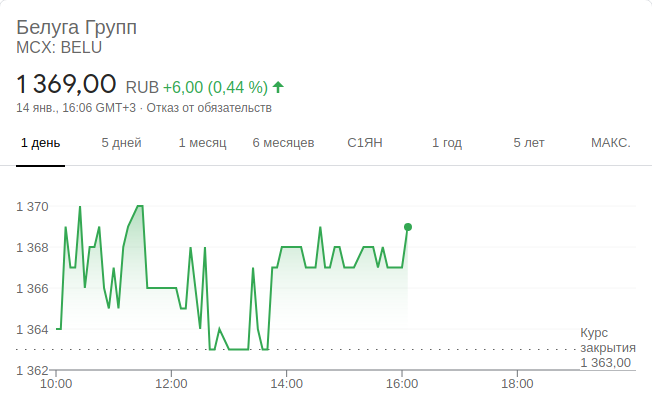 Белуга Групп
MCX: BELU
1 369,00 RUB +6,00 (0,44 %)
14 янв., 16:06 GMT+3 · Отказ от обязательств
1 день 5 дней 1 месяц 6 месяцев С1ЯН 1 год 5 лет МАКС.
1 370
1 368
1 366
1 364
1 362
Курс
закрытия
1 363,00
10:00 12:00 14:00 16:00 18:00